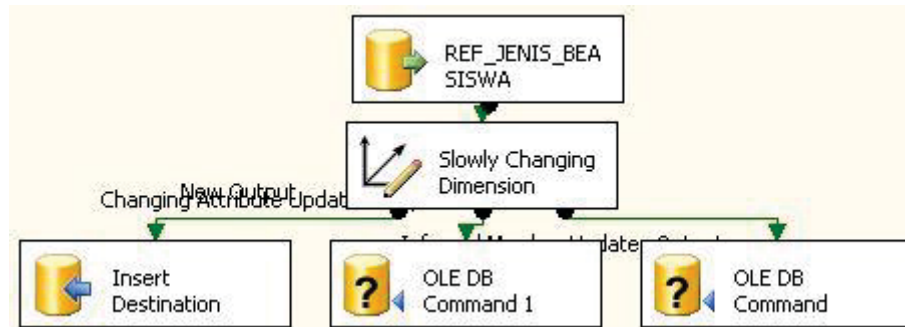 REF_JENIS_BEA
SISWA
Slowly Changing
Dimension
New Output
Changing Attribute Updat
Insert
Destination
OLE DB
Command 1
OLE DB
Command